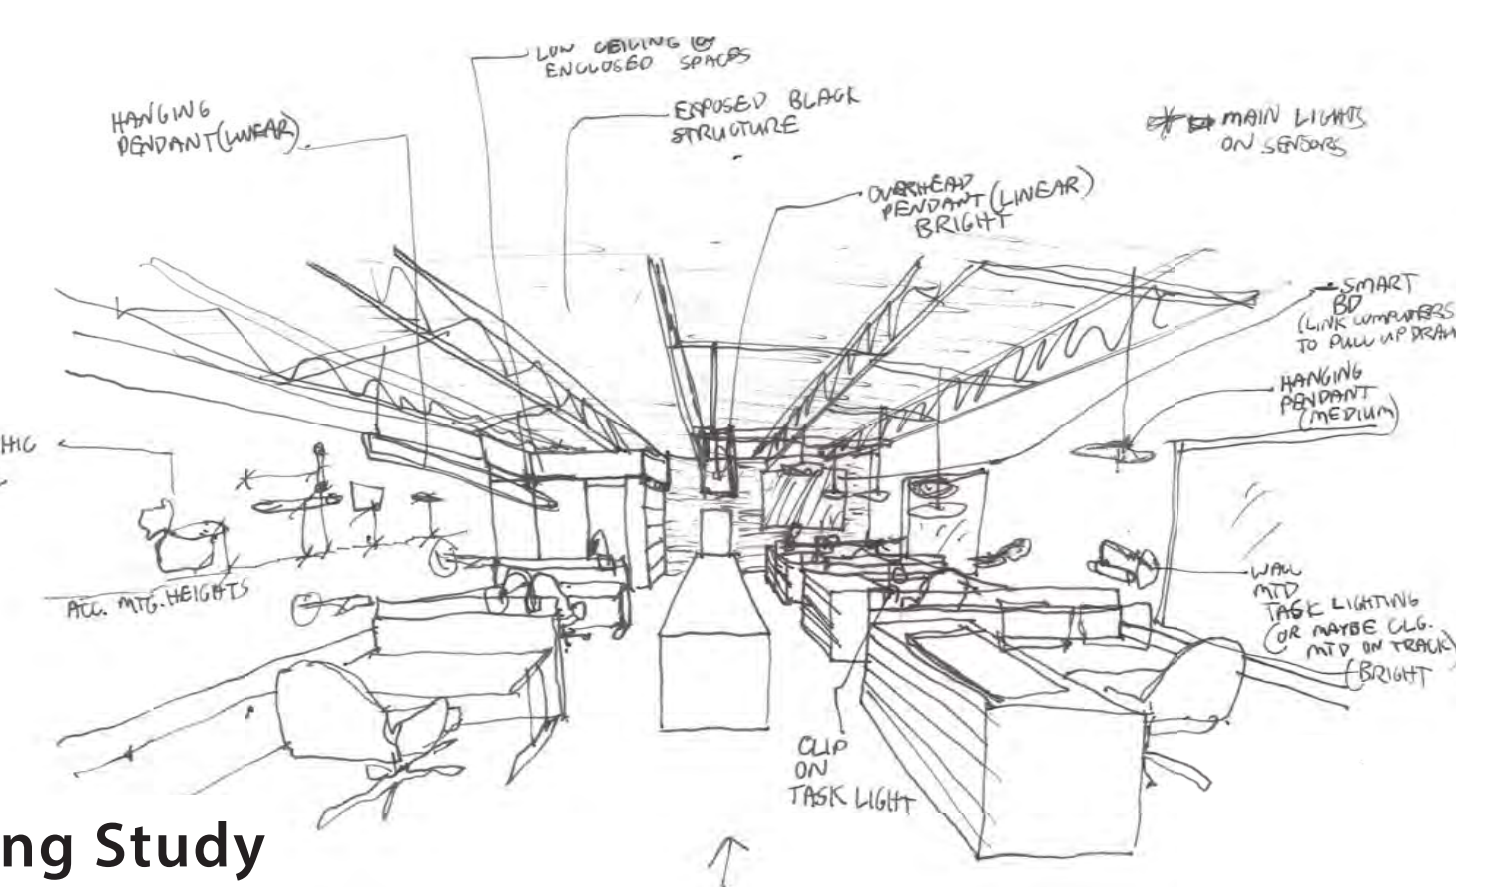 LOW CEILING @
ENCLOSED SPACES
HANGING
PENDANT (LINEAR)
EXPOSED BLACK
STRUCTURE
MAIN LIGHTS
ON SENSORS
OVERHEAD
PENDANT (LINEAR)
BRIGHT
SMART
BD
(LINK COMPUTERS
TO PULL UP DRAW
HANGING
PENDANT
(MEDIUM)
HIC
ACC. MTG. HEIGHTS
WALL
MTD
TASK LIGHTING
(OR MAYBE CLG.
MTD ON TRACK)
(BRIGHT
CLIP
ON
TASK LIGHT
ng Study